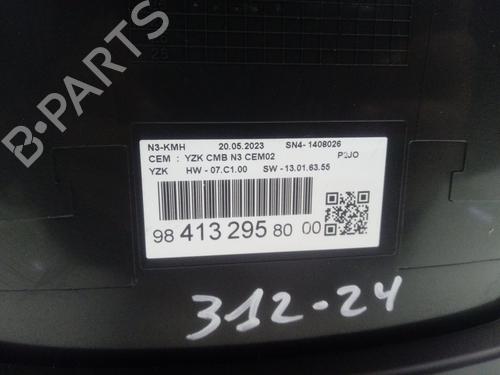 N3-KMH 20.05.2023 SN4-1408026
CEM : YZK CMB N3 CEM02 P2JO
YZK HW - 07.C1.00 SW - 13.01.63.55
98 413 295 80 00
312-24
B-PARTS